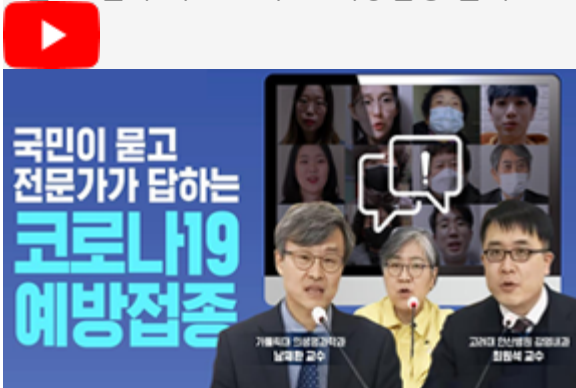 국민이 묻고
전문가가 답하는
코로나19
예방접종
가톨릭대 의생명과학과
남재환 교수
고려대 안산병원 감염내과
최원석 교수